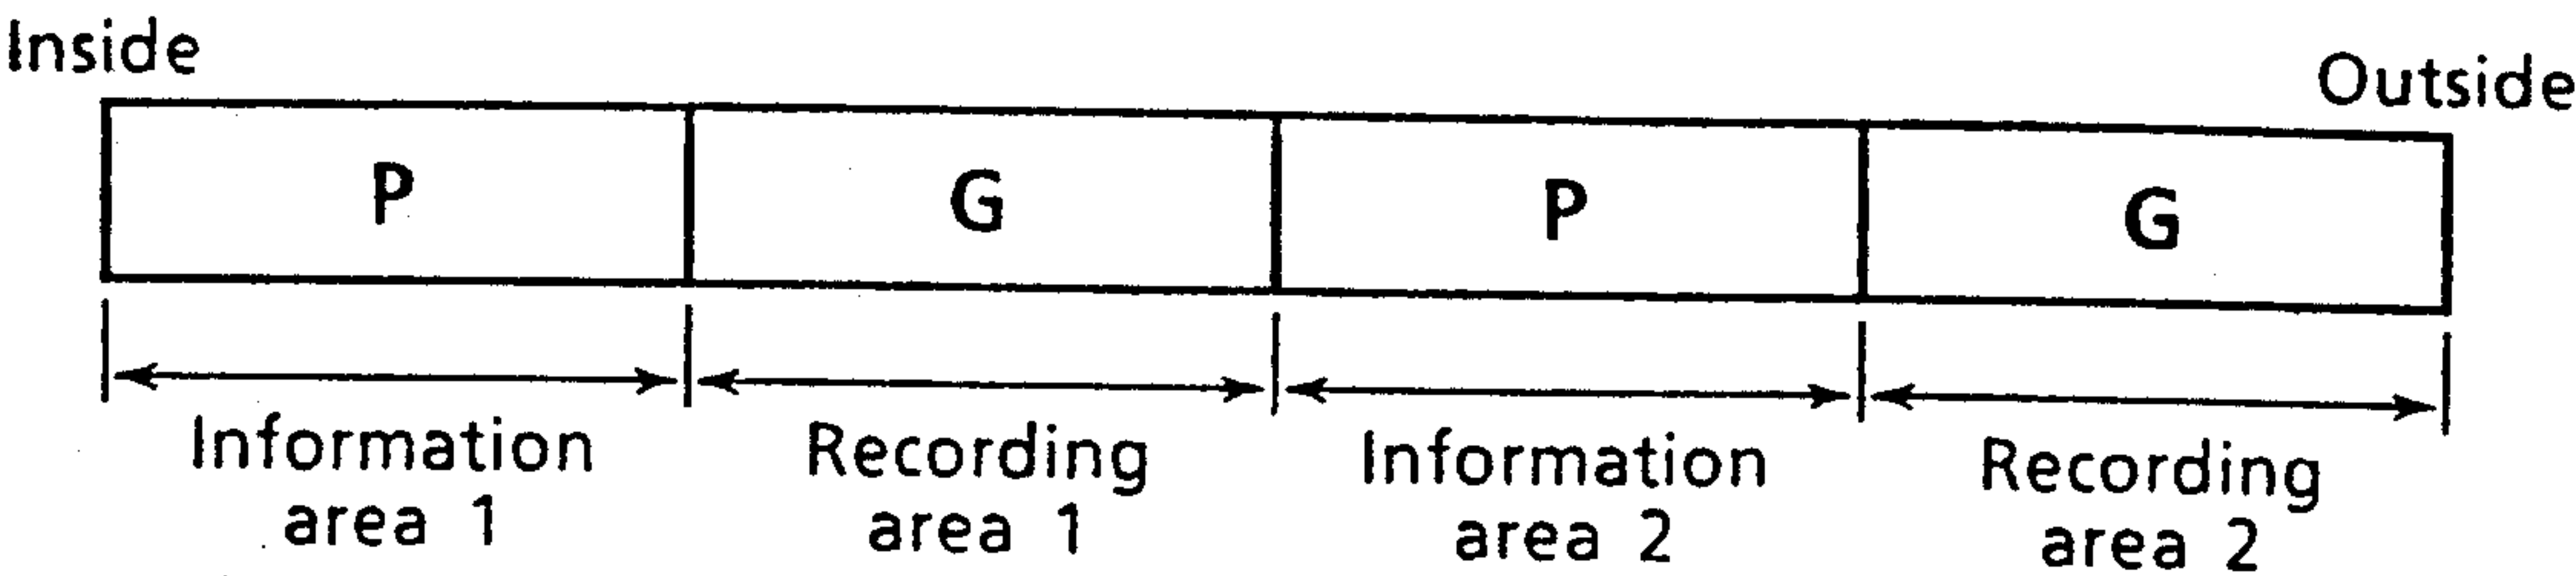 Inside
Outside
P G P G
Information area 1
Recording area 1
Information area 2
Recording area 2